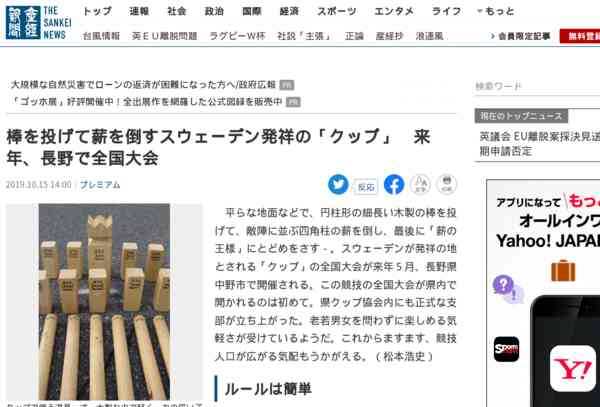 産経新聞
THE SANKEI NEWS
トップ 速報 社会 政治 国際 経済 スポーツ エンタメ ライフ もっと
台風情報 英ＥＵ離脱問題 ラグビーＷ杯 社説「主張」 正論 産経抄 浪速風
会員限定記事
無料登録
大規模な自然災害でローンの返済が困難になった方へ/政府広報 PR
「ゴッホ展」好評開催中！全出展作を網羅した公式図録を販売中 PR
検索ワード
現在のトップニュース
英議会 EU離脱案採決見送
期申請否定
棒を投げて薪を倒すスウェーデン発祥の「クッブ」　来
年、長野で全国大会
2019.10.15 14:00 プレミアム
反応
文字
印刷
平らな地面などで、円柱形の細長い木製の棒を投
げて、敵陣に並ぶ四角柱の薪を倒し、最後に「薪の
王様」にとどめをさす－。スウェーデンが発祥の地
とされる「クッブ」の全国大会が来年５月、長野県
中野市で開催される。この競技の全国大会が県内で
開かれるのは初めて。県クッブ協会内にも正式な支
部が立ち上がった。老若男女を問わずに楽しめる気
軽さが受けているようだ。これからますます、競技
人口が広がる気配もうかがえる。（松本浩史）
ルールは簡単
アプリになって もっ
オールインワ
Yahoo! JAPAN
Y!